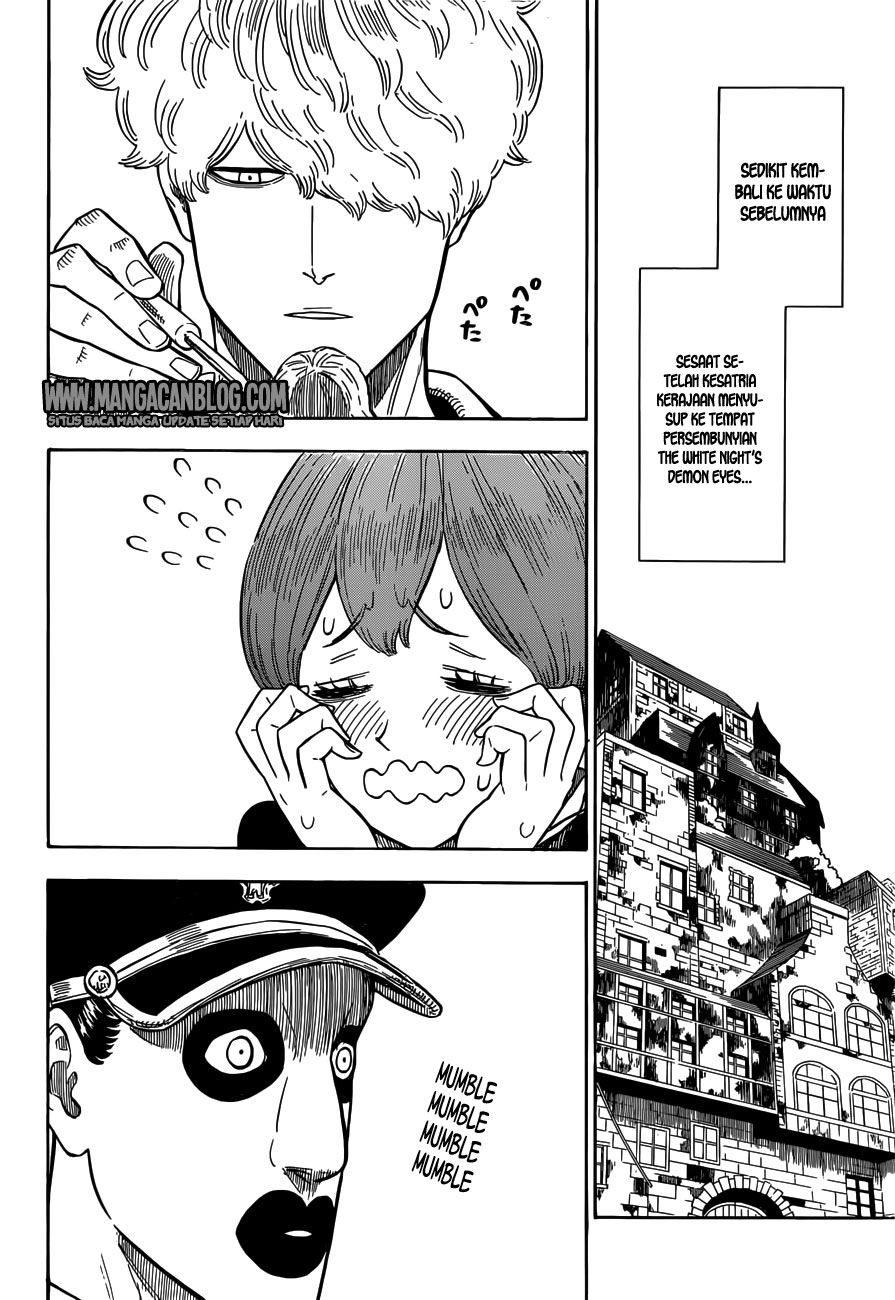 SEDIKIT KEM-
BALI KE WAKTU
SEBELUMNYA
SESAAT SE-
TELAH KESATRIA
KERAJAAN MENYU-
SUP KE TEMPAT
PERSEMBUNYIAN
THE WHITE NIGHT'S
DEMON EYES...
ぺた
ぺた
WWW.MANGACANBLOG.COM
SITUS BACA MANGA UPDATE SETIAP HARI
MUMBLE
MUMBLE
MUMBLE
MUMBLE